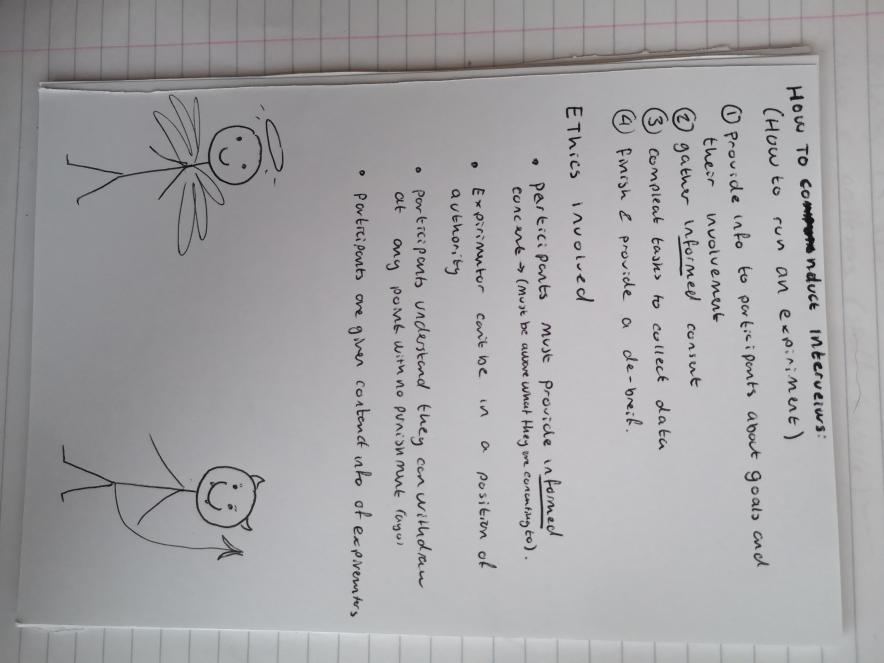 HOW TO conduct Interveiws:
(How to run an expiriment)
① Provide info to participants about goals and
their involvement
② gather informed consent
③ compleat tasks to collect data
④ finish & provide a de-breif.
EThics involved
• participants Must Provide informed
concent → (Must be aware what they are concenting to).
• Expirimentor can't be in a position of
authority
• participants understand they can withdraw
at any point with no punishment
• Participants are given contact info of expirementors